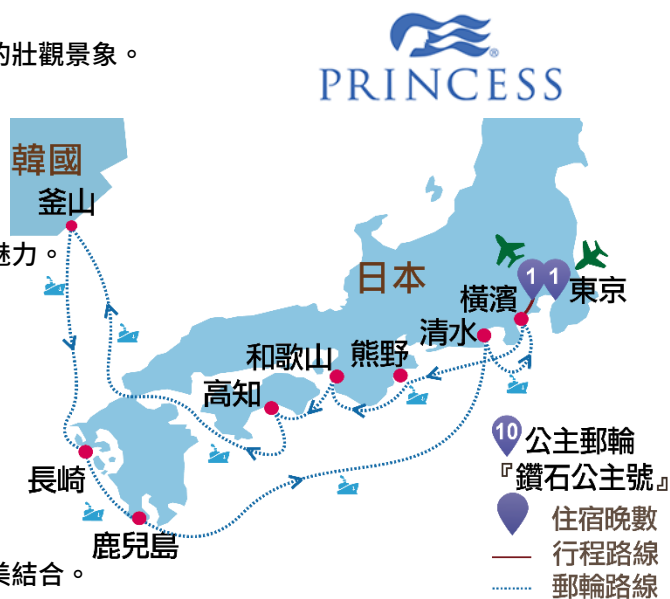 的壯觀景象。
PRINCESS
韓國
釜山
魅力。
日本
1 1
東京
橫濱
清水
和歌山
熊野
高知
長崎
鹿兒島
美結合。
10 公主郵輪
『鑽石公主號』
住宿晚數
行程路線
郵輪路線